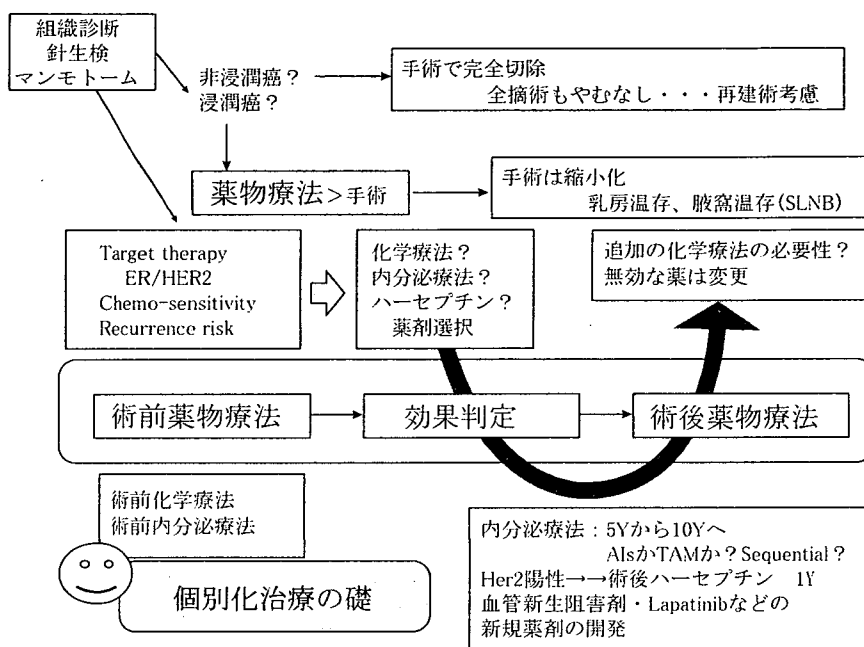 組織診断
針生検
マンモトーム
非浸潤癌？
浸潤癌？
手術で完全切除
全摘術もやむなし・・・再建術考慮
薬物療法＞手術
手術は縮小化
乳房温存、腋窩温存(SLNB)
Target therapy
ER/HER2
Chemo-sensitivity
Recurrence risk
化学療法？
内分泌療法？
ハーセプチン？
薬剤選択
追加の化学療法の必要性？
無効な薬は変更
術前薬物療法
効果判定
術後薬物療法
術前化学療法
術前内分泌療法
個別化治療の礎
内分泌療法：5Yから10Yへ
AIsかTAMか？Sequential？
Her2陽性→→術後ハーセプチン 1Y
血管新生阻害剤・Lapatinibなどの
新規薬剤の開発